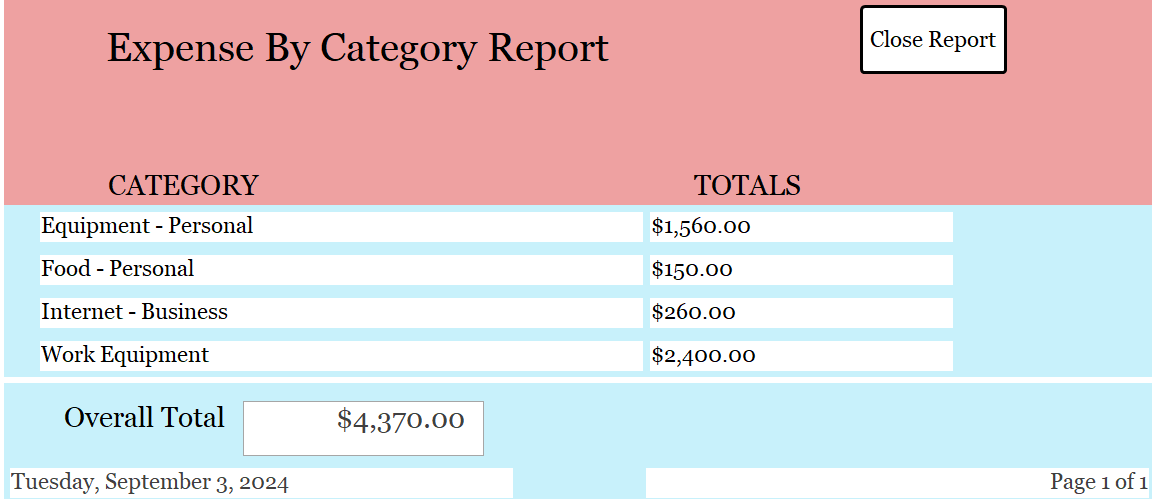 Expense By Category Report
Close Report
CATEGORY TOTALS
Equipment - Personal $1,560.00
Food - Personal $150.00
Internet - Business $260.00
Work Equipment $2,400.00
Overall Total $4,370.00
Tuesday, September 3, 2024 Page 1 of 1